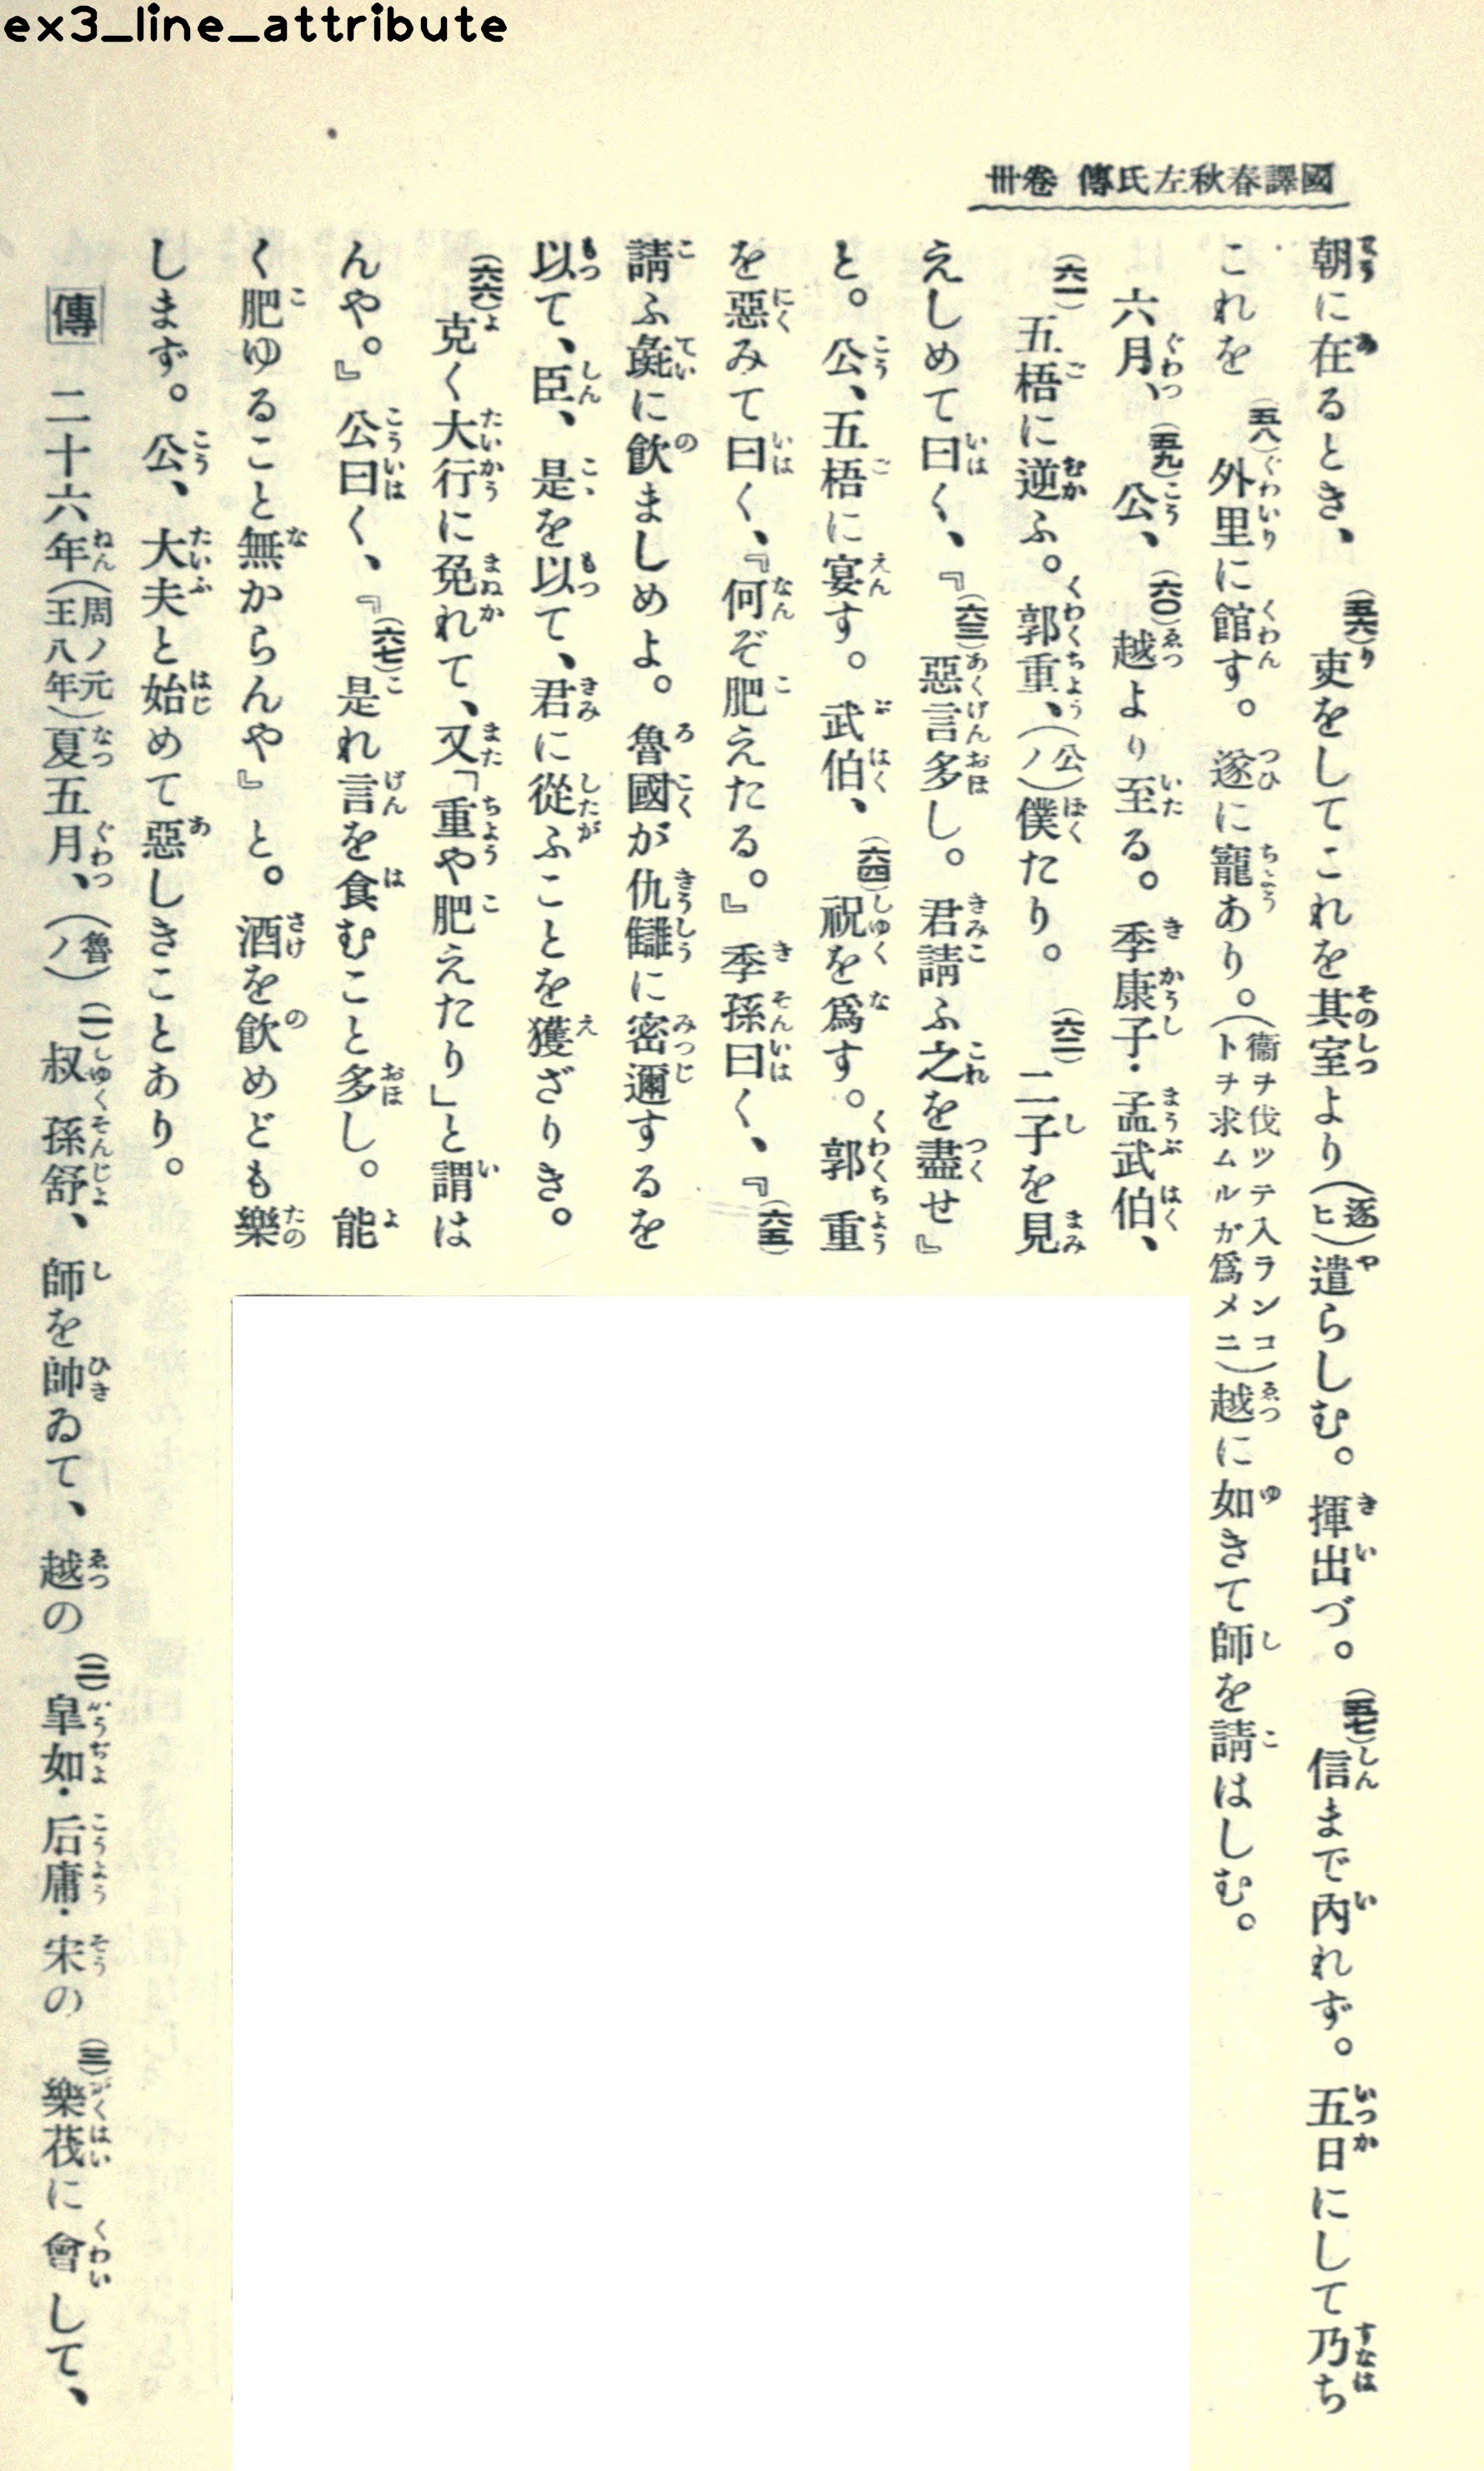 ex3_line_attribute
國譯春秋左氏傳 卷卅
朝に在るとき、(五六)吏をしてこれを其室より(逐ヒ)遣らしむ。揮出づ。(五七)信まで內れず。五日にして乃ち
これを(五八)外里に館す。遂に寵あり。(衞ヲ伐ツテ入ランコトヲ求ムルガ爲メニ)越に如きて師を請はしむ。
六月、(五九)公、(六〇)越より至る。季康子・孟武伯、
(六一)五梧に逆ふ。郭重、(公ノ)僕たり。(六二)二子を見
えしめて曰く、『(六三)惡言多し。君請ふ之を盡せ』
と。公、五梧に宴す。武伯、(六四)祝を爲す。郭重
を惡みて曰く、『何ぞ肥えたる。』季孫曰く、『(六五)
請ふ彘に飮ましめよ。魯國が仇讎に密邇するを
以て、臣、是を以て、君に從ふことを獲ざりき。
(六六)克く大行に免れて、又「重や肥えたり」と謂は
んや。』公曰く、『(六七)是れ言を食むこと多し。能
く肥ゆること無からんや』と。酒を飮めども樂
しまず。公、大夫と始めて惡しきことあり。
傳 二十六年(周ノ元王八年)夏五月、(魯ノ)(一)叔孫舒、師を帥ゐて、越の(二)皐如・后庸・宋の(三)樂茷に會して、